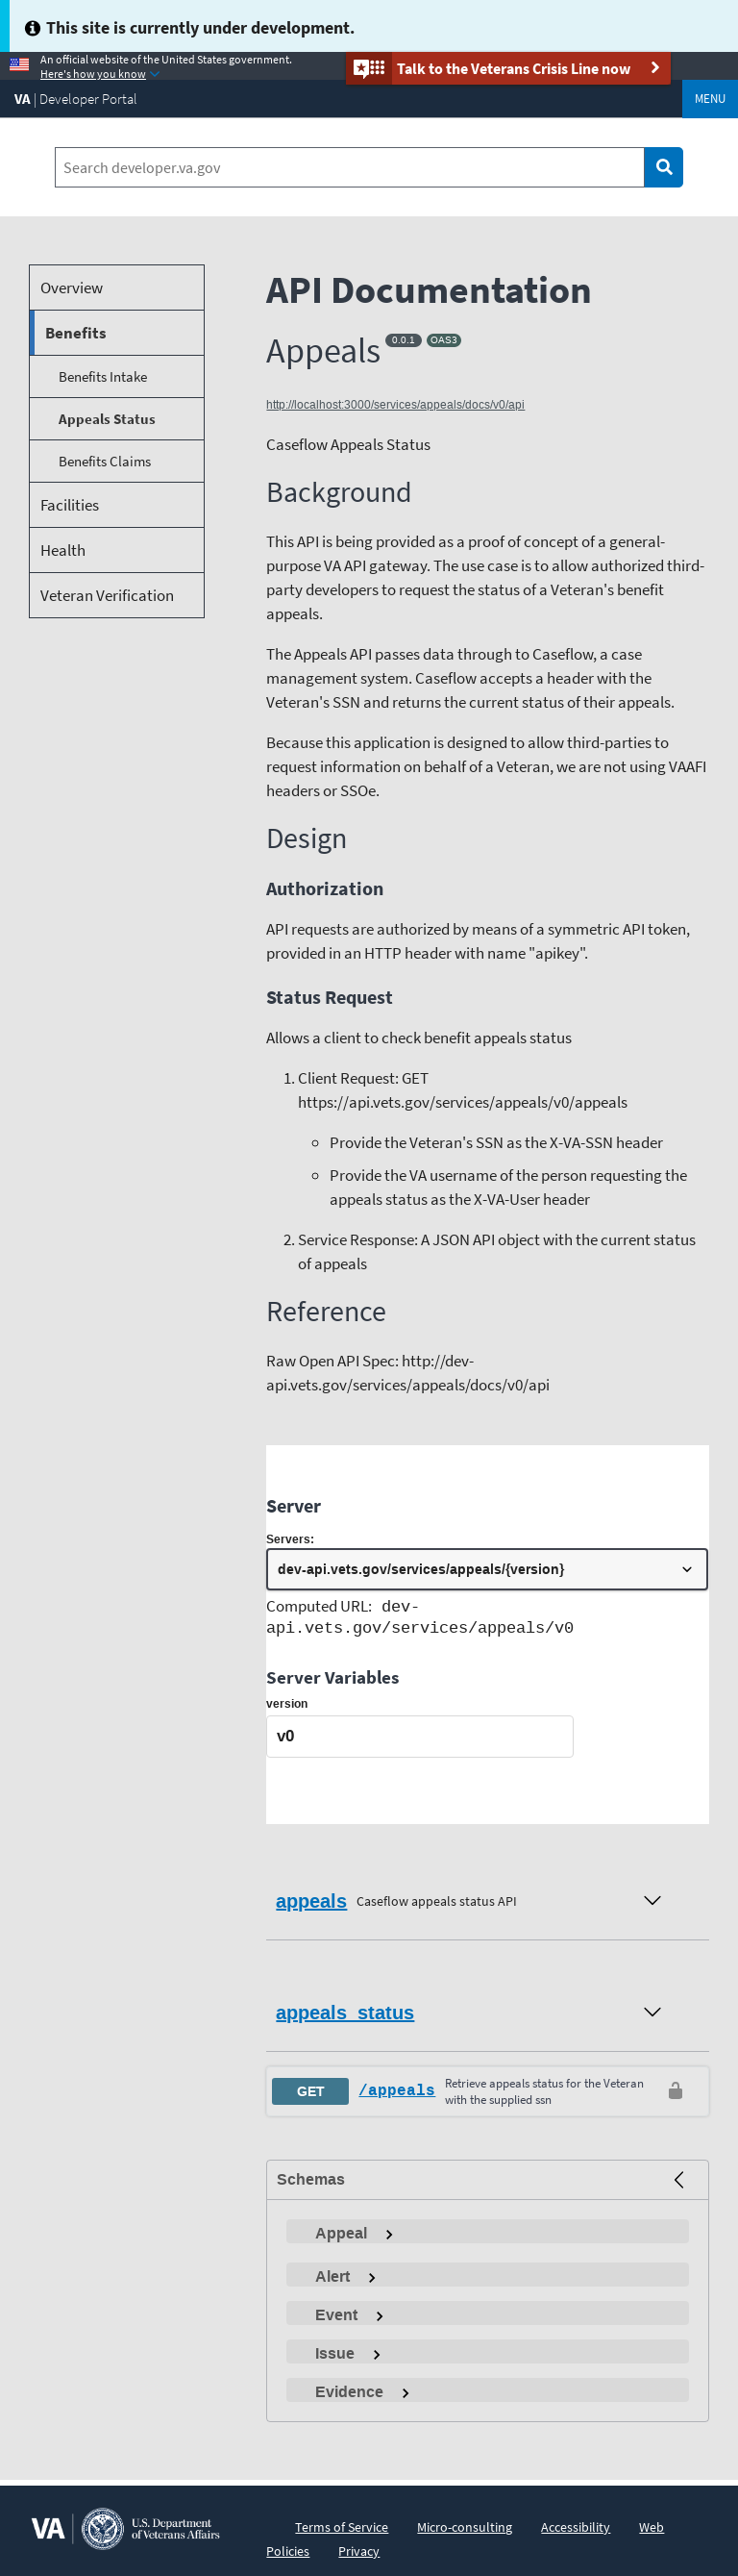 This site is currently under development.
An official website of the United States government.
Here's how you know
Talk to the Veterans Crisis Line now
VA | Developer Portal
MENU
Search developer.va.gov
Overview
Benefits
Benefits Intake
Appeals Status
Benefits Claims
Facilities
Health
Veteran Verification
API Documentation
Appeals 0.0.1 OAS3
http://localhost:3000/services/appeals/docs/v0/api
Caseflow Appeals Status
Background
This API is being provided as a proof of concept of a general-
purpose VA API gateway. The use case is to allow authorized third-
party developers to request the status of a Veteran's benefit
appeals.
The Appeals API passes data through to Caseflow, a case
management system. Caseflow accepts a header with the
Veteran's SSN and returns the current status of their appeals.
Because this application is designed to allow third-parties to
request information on behalf of a Veteran, we are not using VAAFI
headers or SSOe.
Design
Authorization
API requests are authorized by means of a symmetric API token,
provided in an HTTP header with name "apikey".
Status Request
Allows a client to check benefit appeals status
1. Client Request: GET
https://api.vets.gov/services/appeals/v0/appeals
◦ Provide the Veteran's SSN as the X-VA-SSN header
◦ Provide the VA username of the person requesting the
appeals status as the X-VA-User header
2. Service Response: A JSON API object with the current status
of appeals
Reference
Raw Open API Spec: http://dev-
api.vets.gov/services/appeals/docs/v0/api
Server
Servers:
dev-api.vets.gov/services/appeals/{version}
Computed URL: dev-
api.vets.gov/services/appeals/v0
Server Variables
version
v0
appeals Caseflow appeals status API
appeals_status
GET /appeals Retrieve appeals status for the Veteran
with the supplied ssn
Schemas
Appeal
Alert
Event
Issue
Evidence
VA U.S. Department
of Veterans Affairs
Terms of Service Micro-consulting Accessibility Web
Policies Privacy